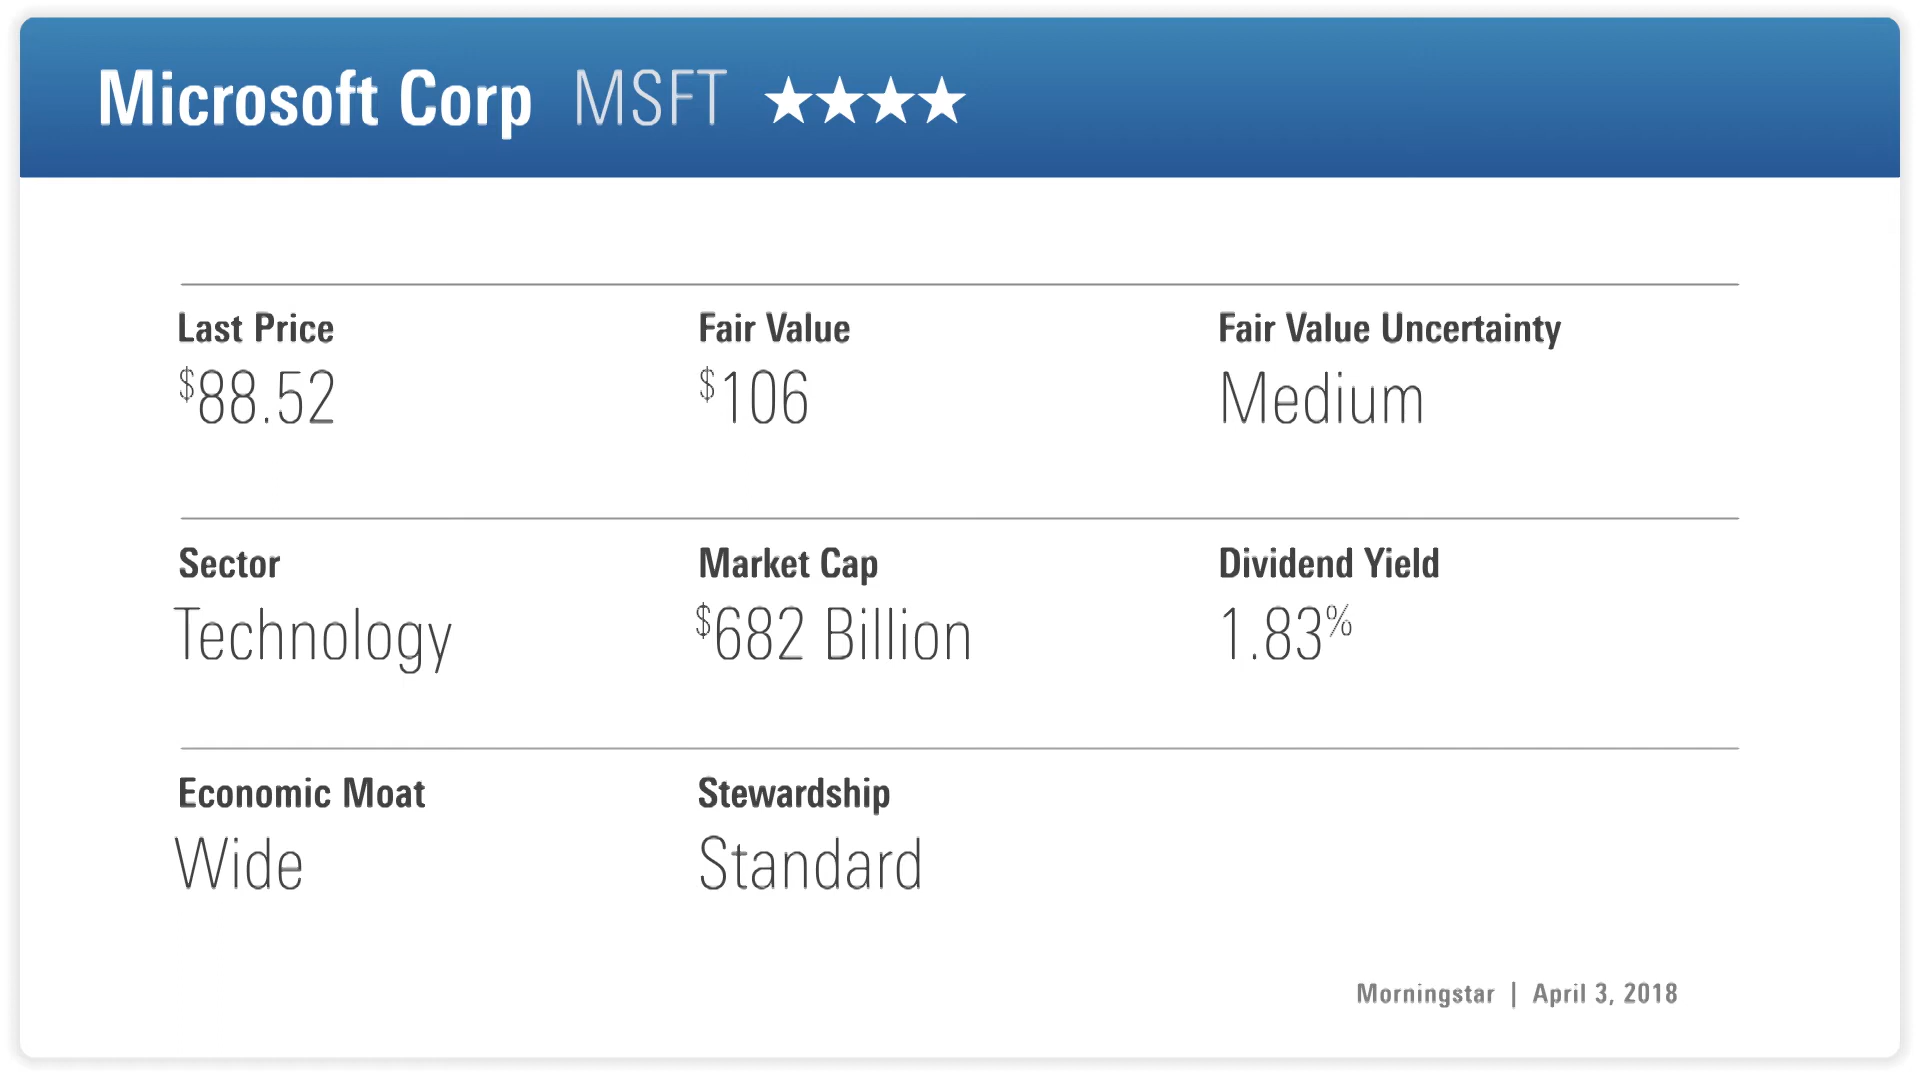 Microsoft Corp MSFT ★★★★
Last Price Fair Value Fair Value Uncertainty
$88.52 $106 Medium
Sector Market Cap Dividend Yield
Technology $682 Billion 1.83%
Economic Moat Stewardship
Wide Standard
Morningstar | April 3, 2018